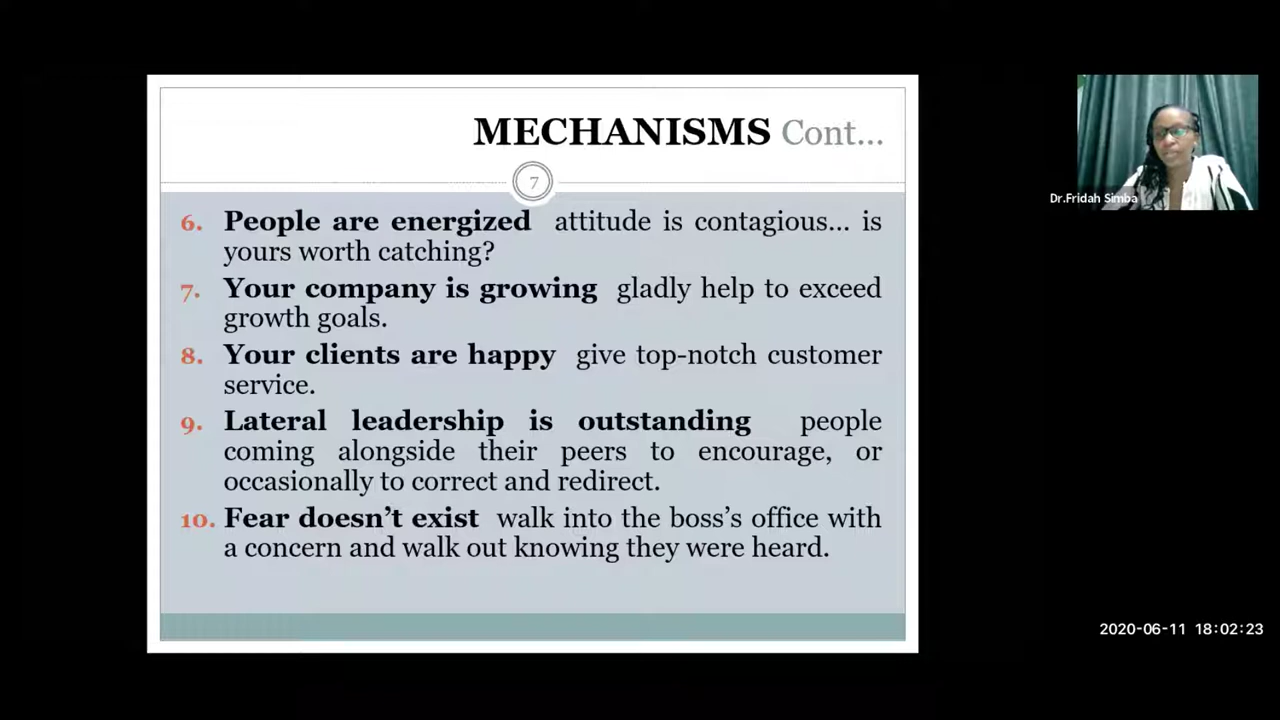 MECHANISMS Cont...
7
6. People are energized attitude is contagious... is
yours worth catching?
7. Your company is growing gladly help to exceed
growth goals.
8. Your clients are happy give top-notch customer
service.
9. Lateral leadership is outstanding people
coming alongside their peers to encourage, or
occasionally to correct and redirect.
10. Fear doesn't exist walk into the boss's office with
a concern and walk out knowing they were heard.
Dr.Fridah Simba
2020-06-11 18:02:23